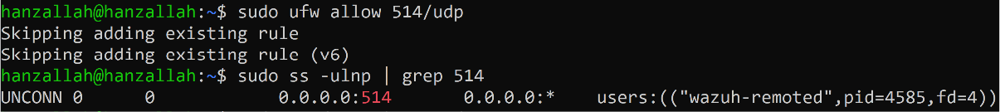 hanzallah@hanzallah:~$ sudo ufw allow 514/udp
Skipping adding existing rule
Skipping adding existing rule (v6)
hanzallah@hanzallah:~$ sudo ss -ulnp | grep 514
UNCONN 0      0            0.0.0.0:514       0.0.0.0:*    users:(("wazuh-remoted",pid=4585,fd=4))